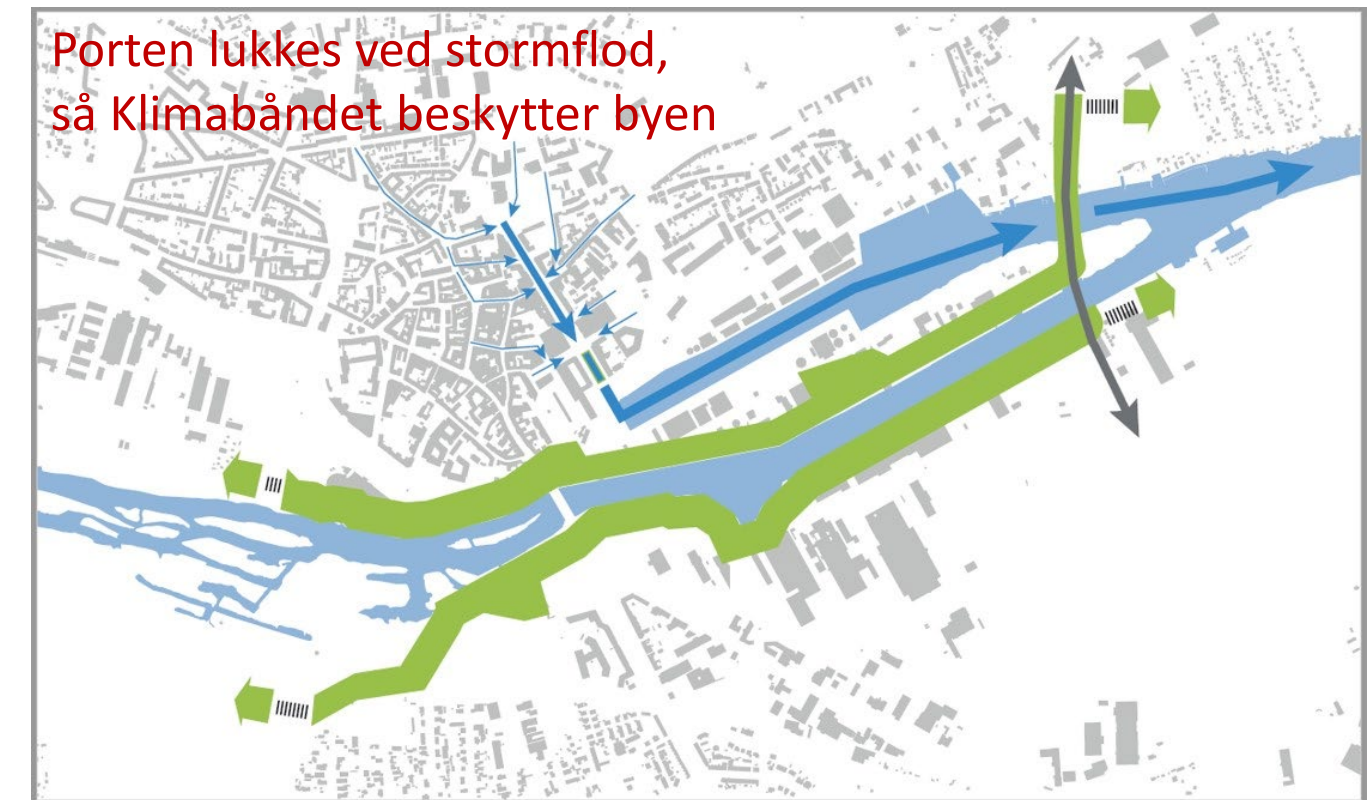 Porten lukkes ved stormflod,
så Klimabåndet beskytter byen